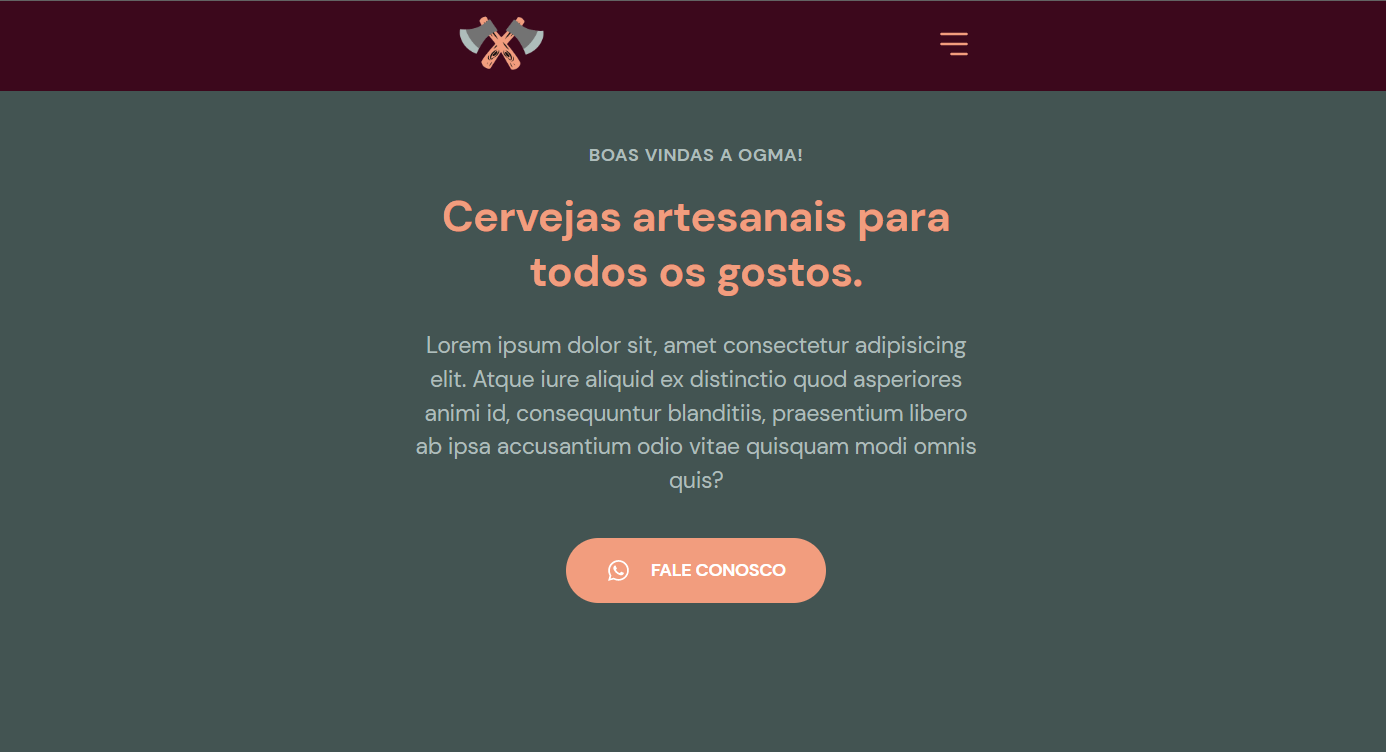 BOAS VINDAS A OGMA!
Cervejas artesanais para
todos os gostos.
Lorem ipsum dolor sit, amet consectetur adipisicing
elit. Atque iure aliquid ex distinctio quod asperiores
animi id, consequuntur blanditiis, praesentium libero
ab ipsa accusantium odio vitae quisquam modi omnis
quis?
FALE CONOSCO